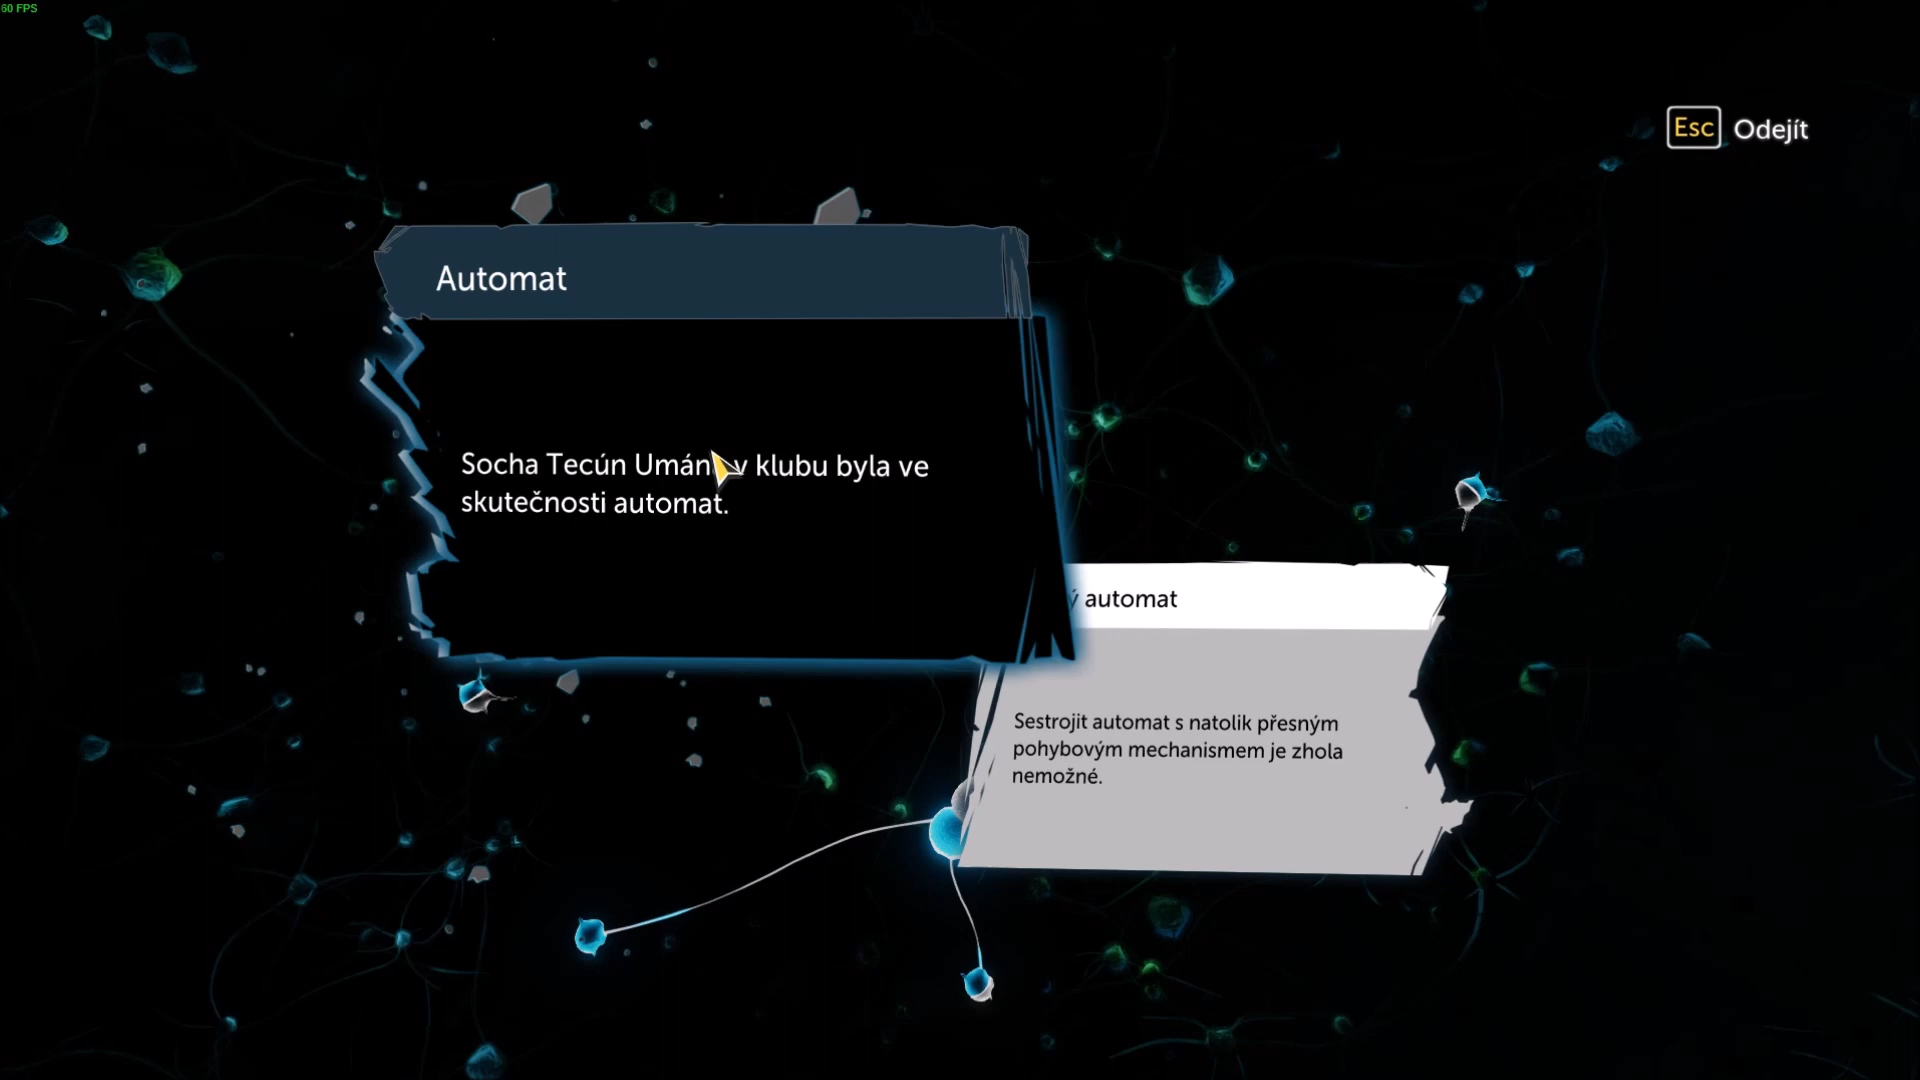 60 FPS
Esc Odejít
Automat
Socha Tecún Umán v klubu byla ve
skutečnosti automat.
ý automat
Sestrojit automat s natolik přesným
pohybovým mechanismem je zhola
nemožné.